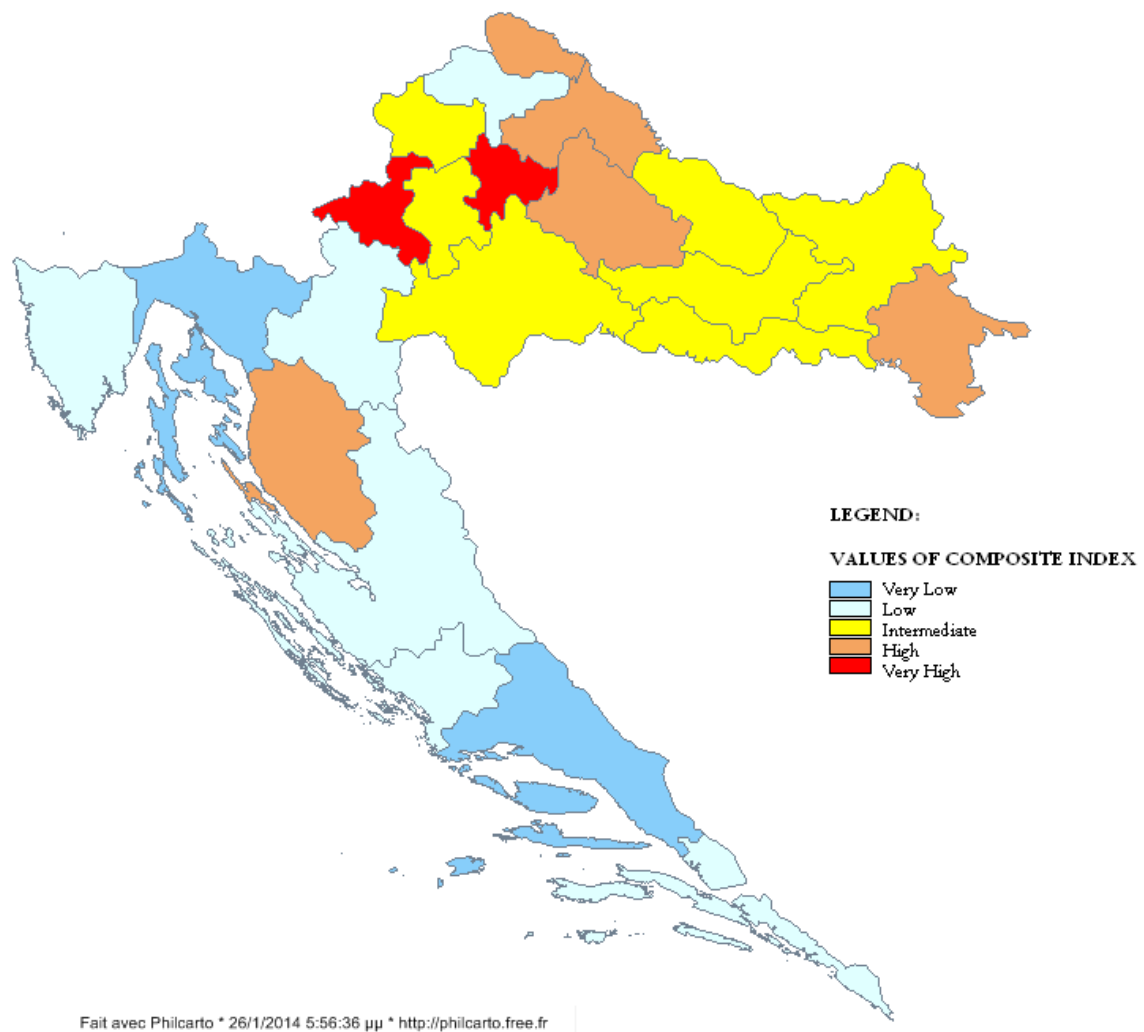 LEGEND:
VALUES OF COMPOSITE INDEX
Very Low
Low
Intermediate
High
Very High
Fait avec Philcarto * 26/1/2014 5:56:36 μμ * http://philcarto.free.fr